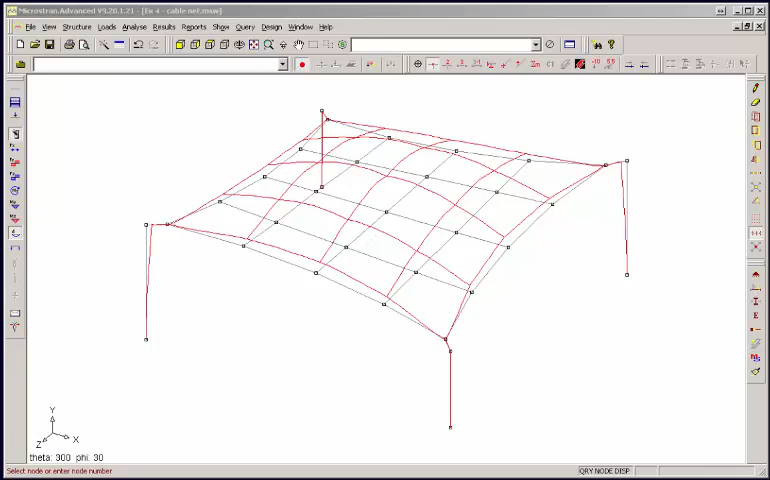 Microstran.Advanced V9.20.1.21 - [Ex 4 - cable net.msw]
File View Structure Loads Analyse Results Reports Show Query Design Window Help
Y
X
Z
theta: 300 phi: 30
Select node or enter node number
QRY NODE DISP